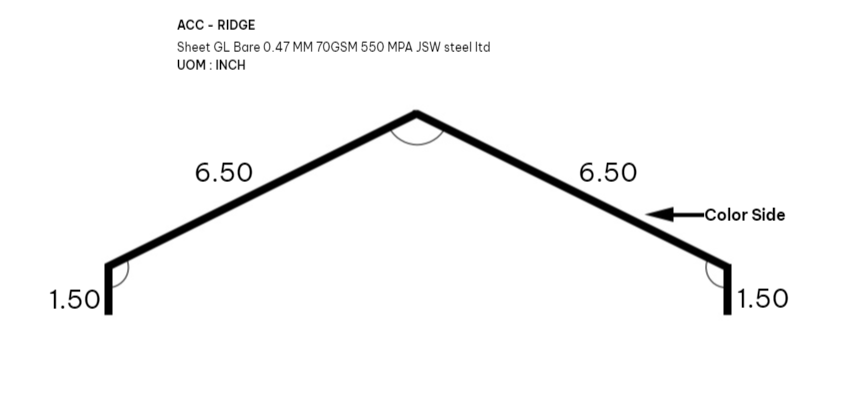 ACC - RIDGE
Sheet GL Bare 0.47 MM 70GSM 550 MPA JSW steel ltd
UOM : INCH
6.50
6.50
Color Side
1.50
1.50